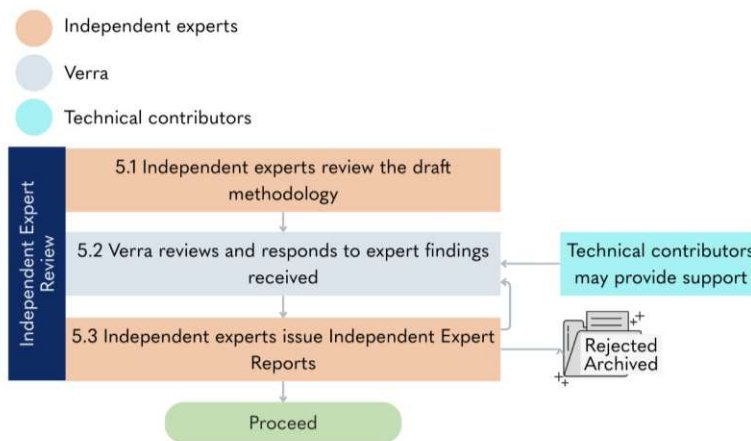 Independent experts
Verra
Technical contributors
Independent Expert
Review
5.1 Independent experts review the draft
methodology
5.2 Verra reviews and responds to expert findings
received
Technical contributors
may provide support
5.3 Independent experts issue Independent Expert
Reports
Rejected
Archived
Proceed